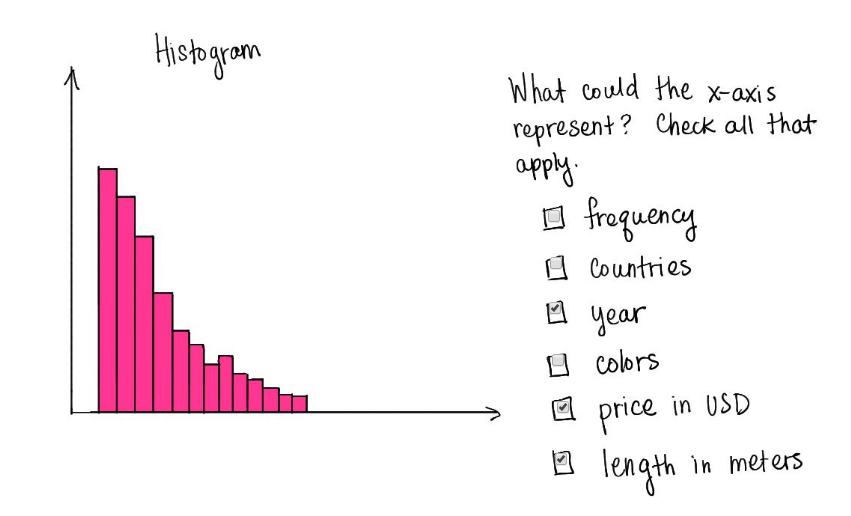 Histogram
What could the x-axis
represent? Check all that
apply.
frequency
countries
year
colors
price in USD
length in meters